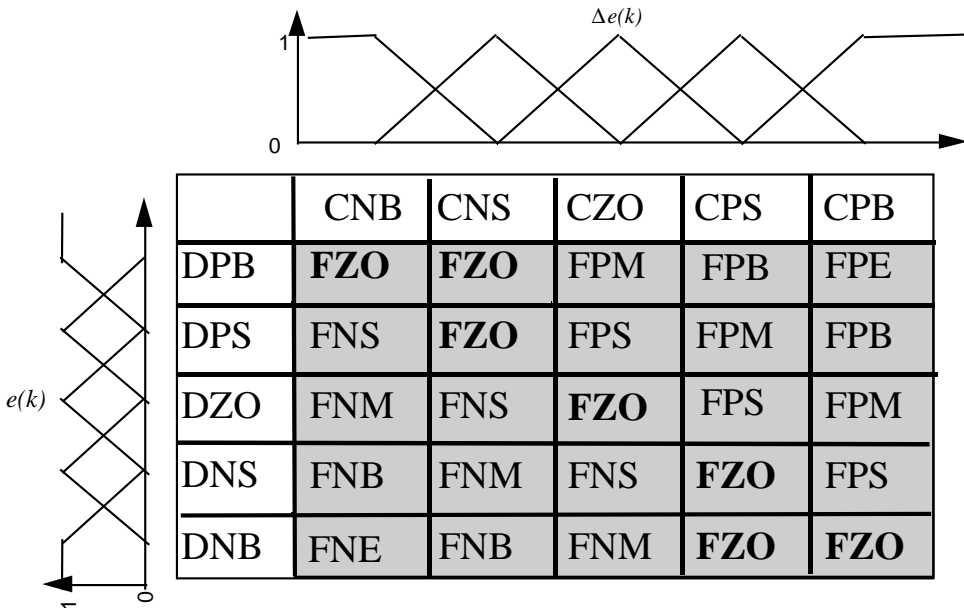 Δe(k)
1
0
CNB CNS CZO CPS CPB
DPB FZO FZO FPM FPB FPE
DPS FNS FZO FPS FPM FPB
e(k)
DZO FNM FNS FZO FPS FPM
DNS FNB FNM FNS FZO FPS
DNB FNE FNB FNM FZO FZO
1
0